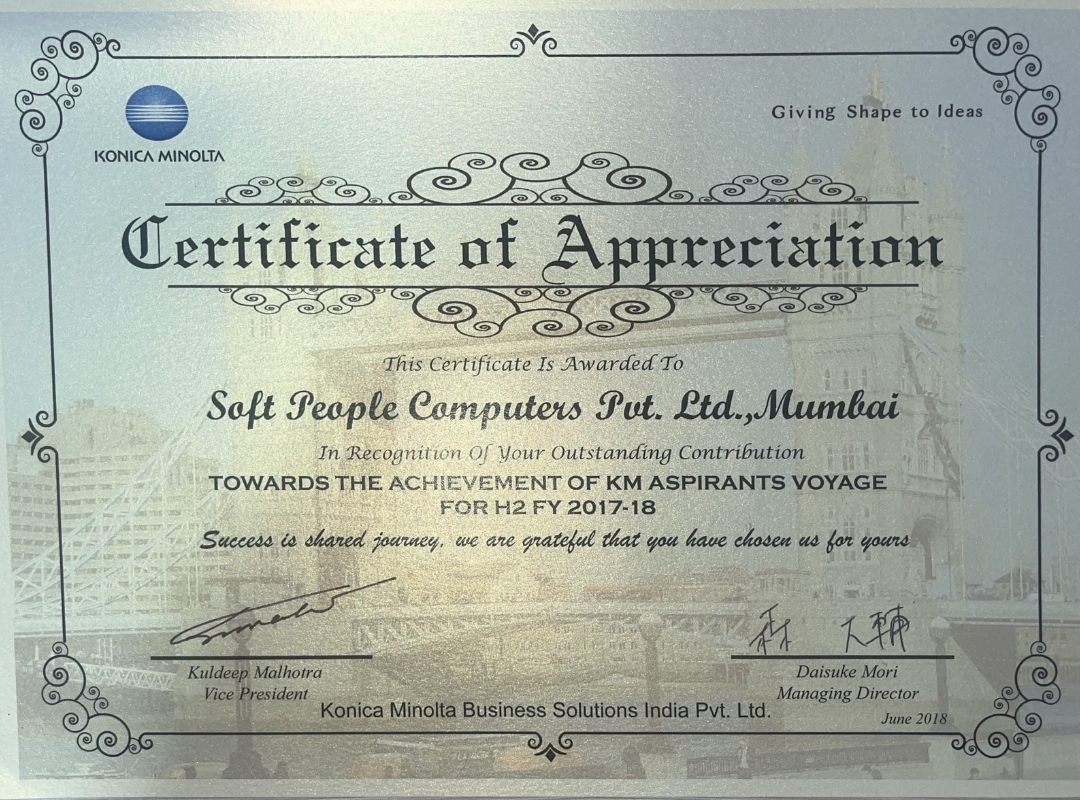 KONICA MINOLTA
Giving Shape to Ideas
Certificate of Appreciation
This Certificate Is Awarded To
Soft People Computers Pvt. Ltd.,Mumbai
In Recognition Of Your Outstanding Contribution
TOWARDS THE ACHIEVEMENT OF KM ASPIRANTS VOYAGE
FOR H2 FY 2017-18
Success is shared journey, we are grateful that you have chosen us for yours
森 大輔
Kuldeep Malhotra
Vice President
Daisuke Mori
Managing Director
Konica Minolta Business Solutions India Pvt. Ltd.
June 2018